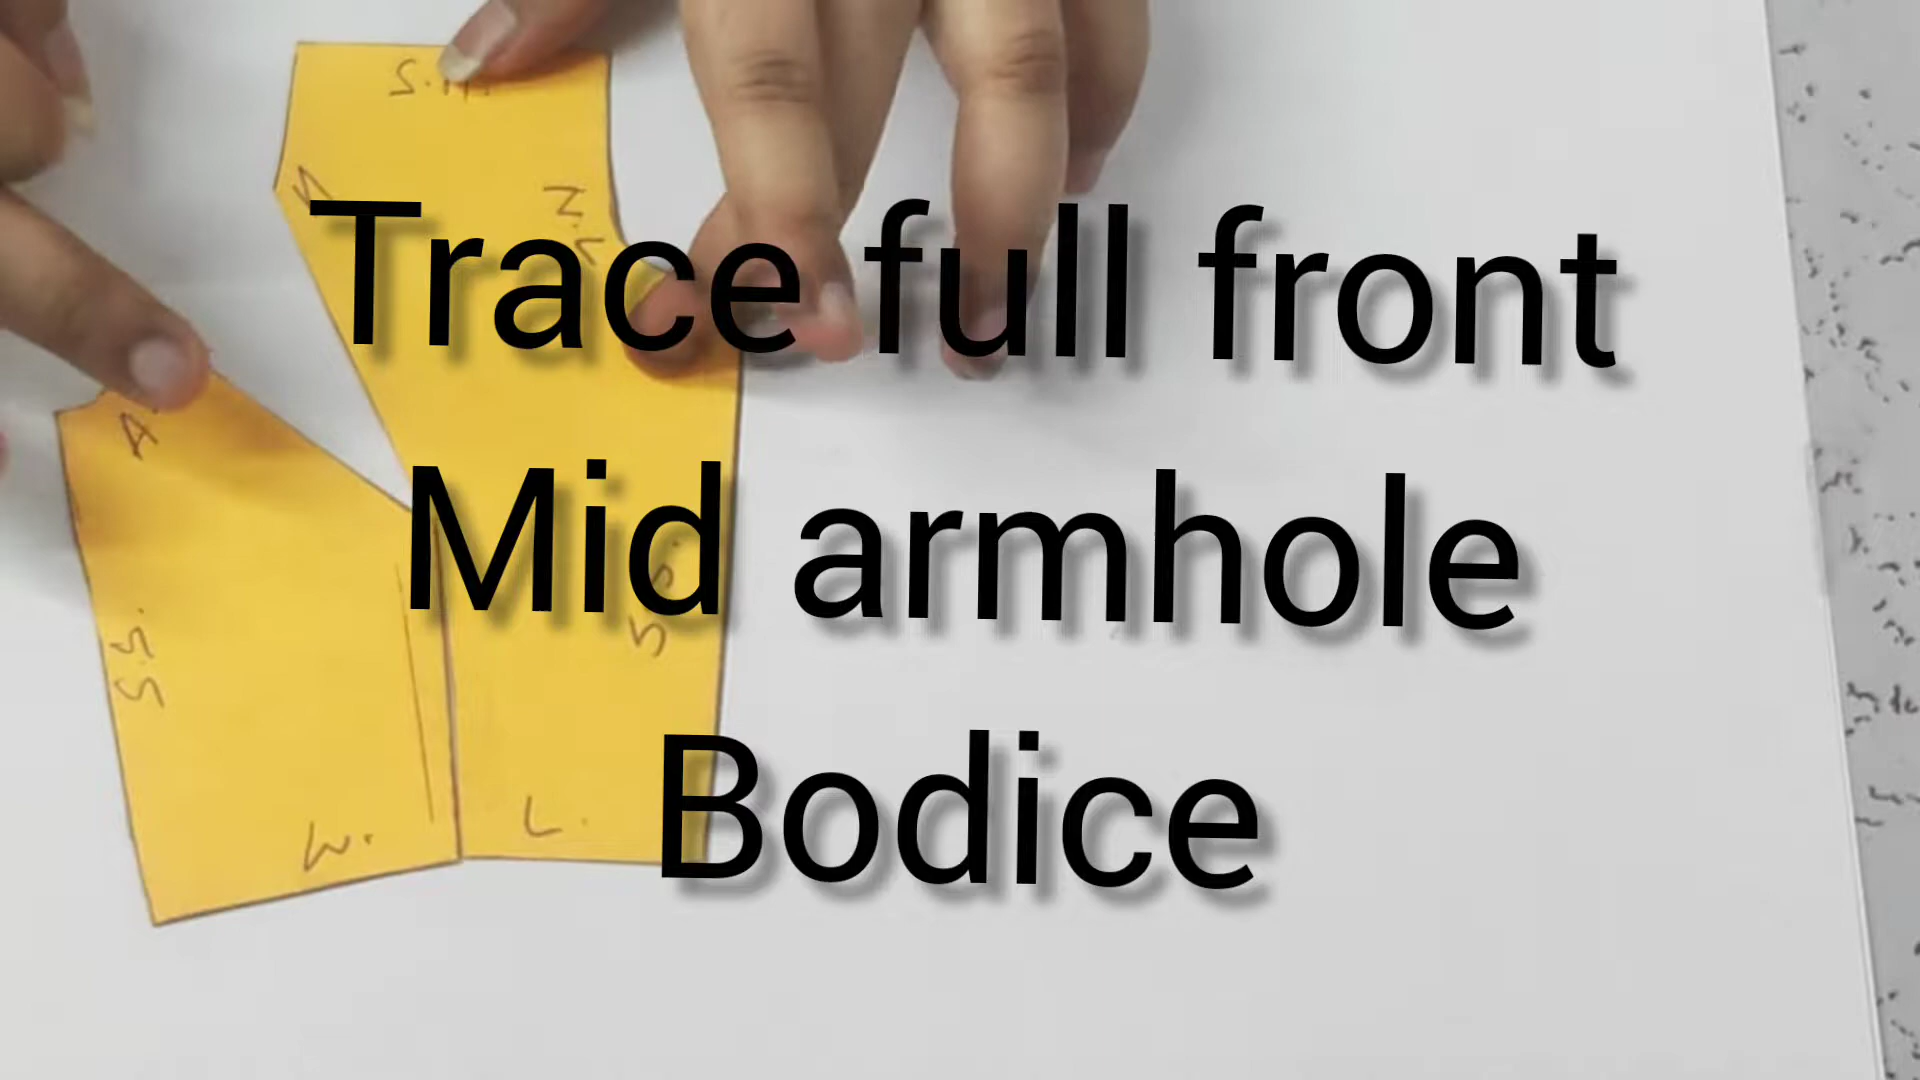 Trace full front
Mid armhole
Bodice
N.L
S.S.
W.
L.